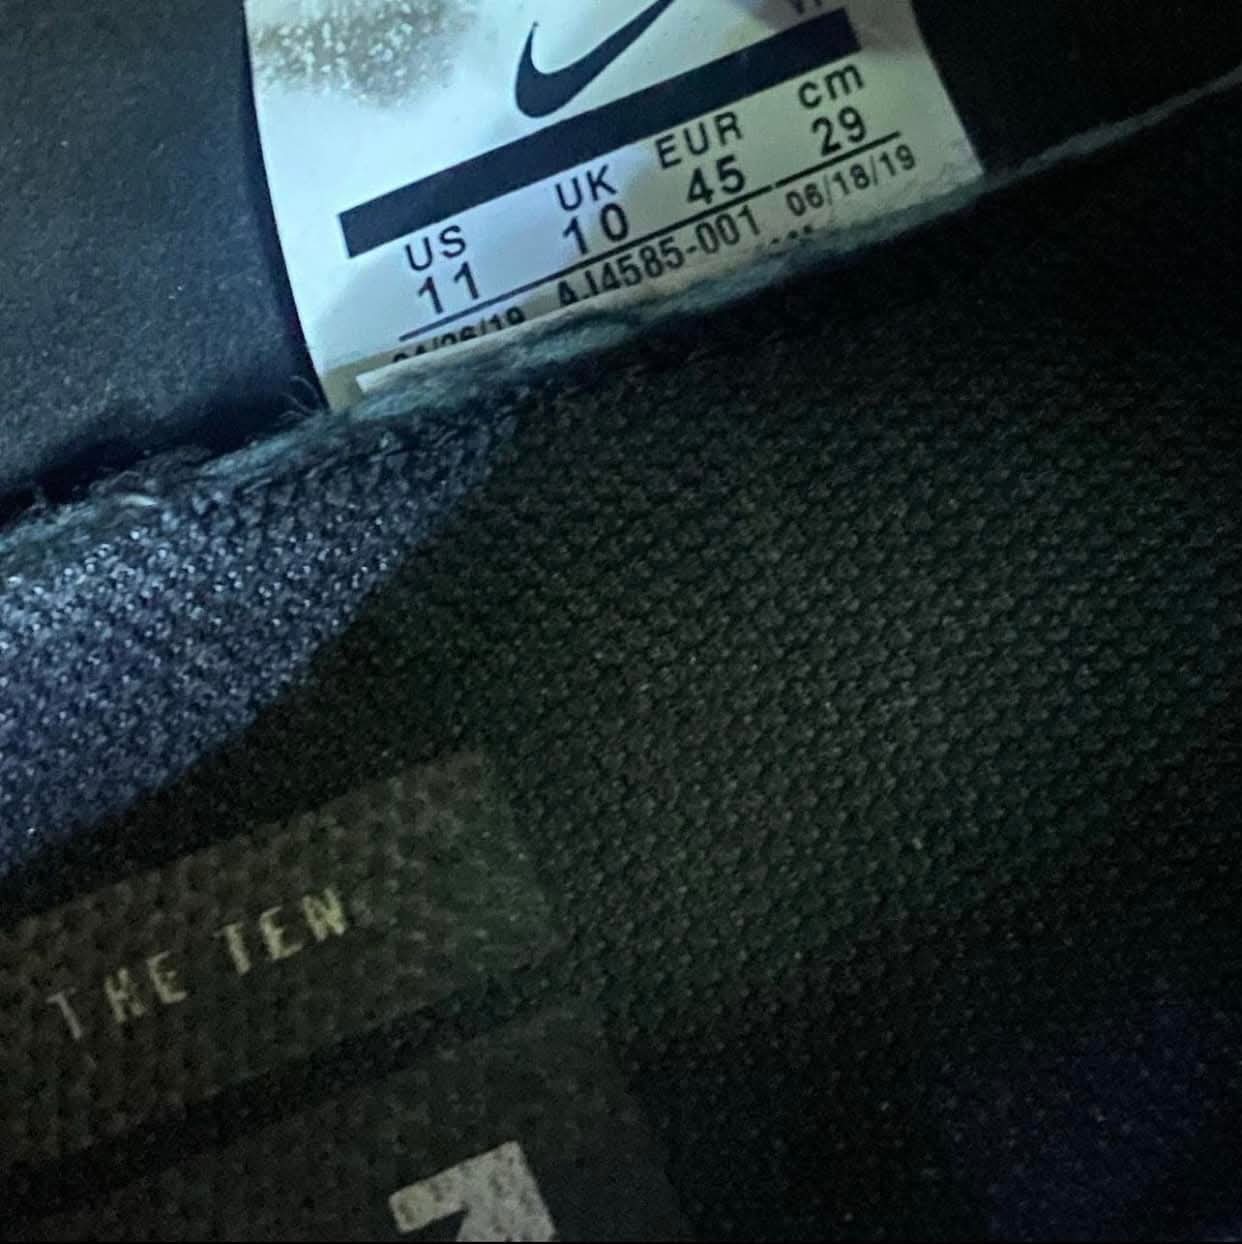 US UK EUR cm
11 10 45 29
AJ4585-001 06/18/19
THE TEN